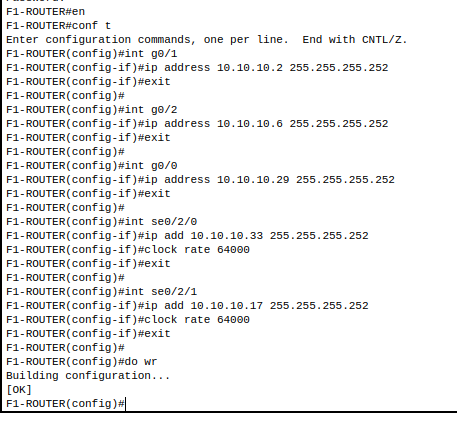 F1-ROUTER#en
F1-ROUTER#conf t
Enter configuration commands, one per line.  End with CNTL/Z.
F1-ROUTER(config)#int g0/1
F1-ROUTER(config-if)#ip address 10.10.10.2 255.255.255.252
F1-ROUTER(config-if)#exit
F1-ROUTER(config)#
F1-ROUTER(config)#int g0/2
F1-ROUTER(config-if)#ip address 10.10.10.6 255.255.255.252
F1-ROUTER(config-if)#exit
F1-ROUTER(config)#
F1-ROUTER(config)#int g0/0
F1-ROUTER(config-if)#ip address 10.10.10.29 255.255.255.252
F1-ROUTER(config-if)#exit
F1-ROUTER(config)#
F1-ROUTER(config)#int se0/2/0
F1-ROUTER(config-if)#ip add 10.10.10.33 255.255.255.252
F1-ROUTER(config-if)#clock rate 64000
F1-ROUTER(config-if)#exit
F1-ROUTER(config)#
F1-ROUTER(config)#int se0/2/1
F1-ROUTER(config-if)#ip add 10.10.10.17 255.255.255.252
F1-ROUTER(config-if)#clock rate 64000
F1-ROUTER(config-if)#exit
F1-ROUTER(config)#
F1-ROUTER(config)#do wr
Building configuration...
[OK]
F1-ROUTER(config)#